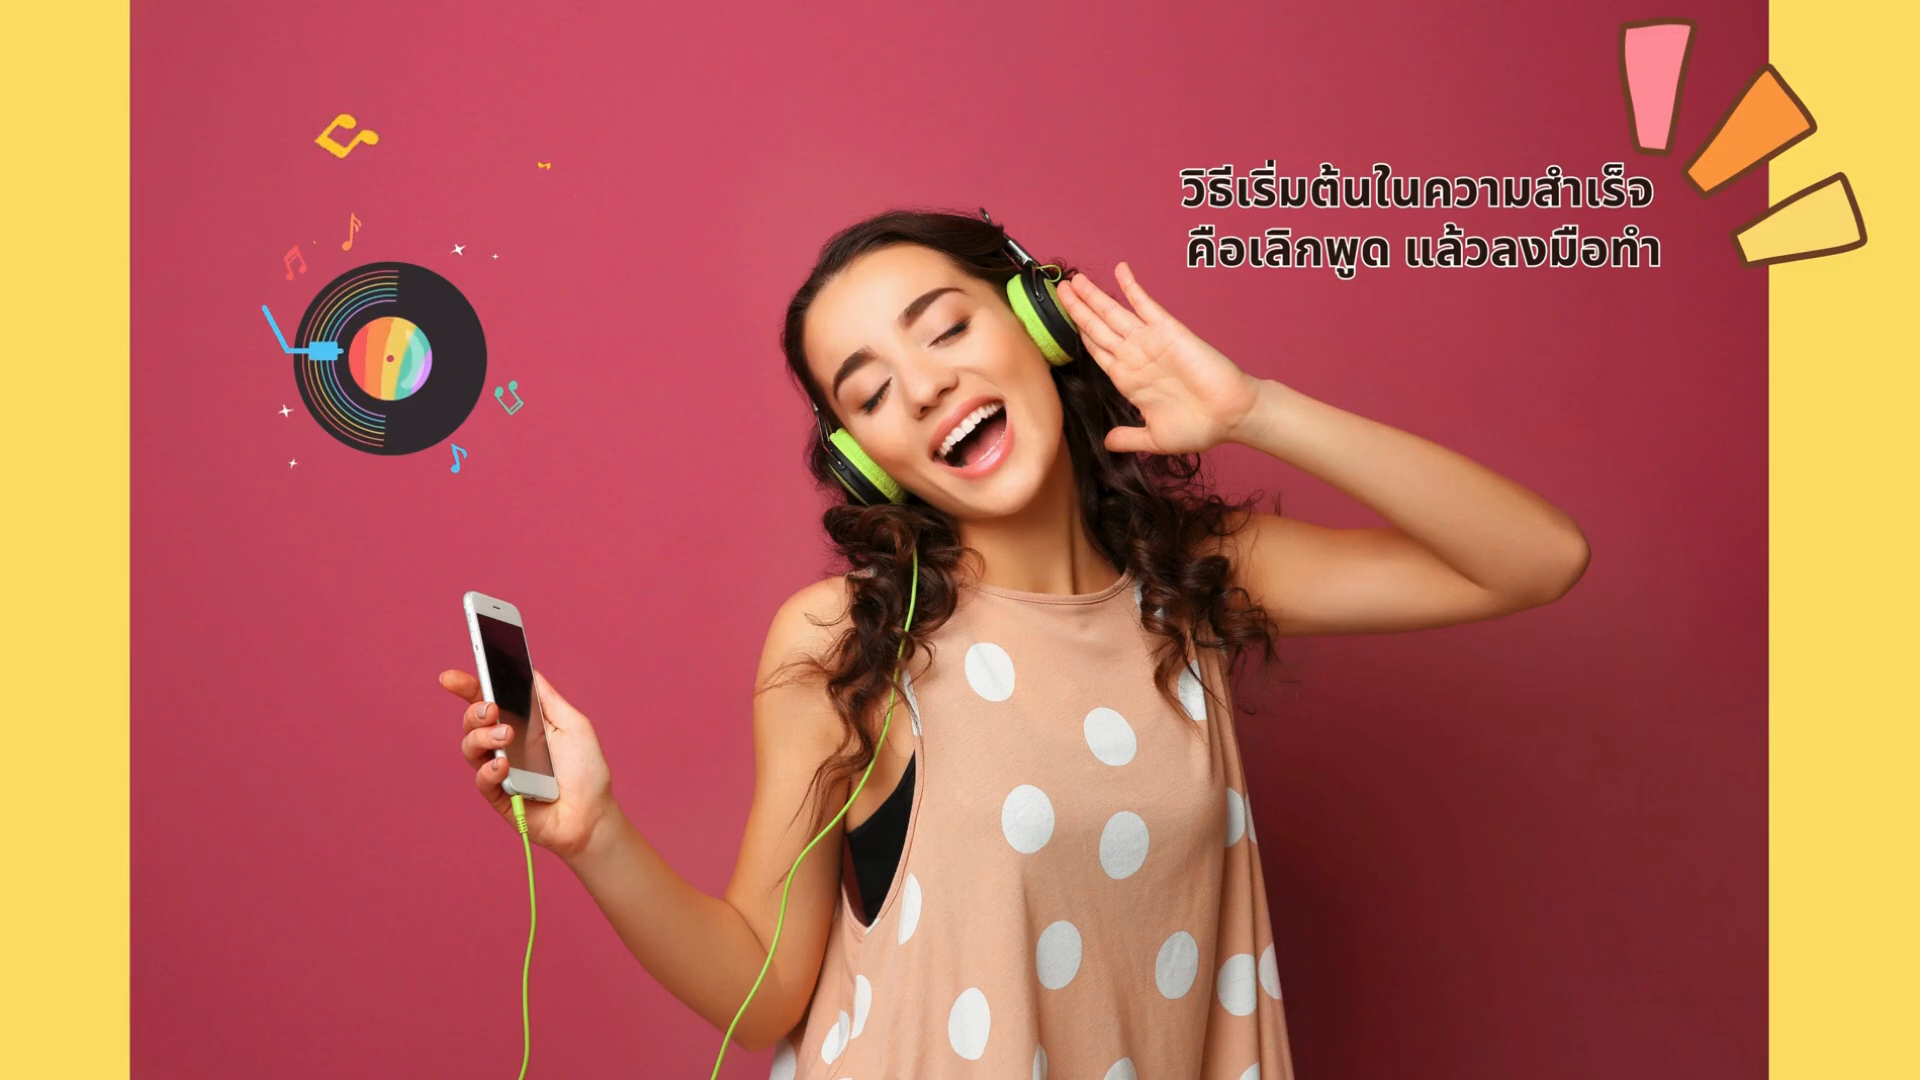 วิธีเริ่มต้นในความสำเร็จ
คือเลิกพูด แล้วลงมือทำ